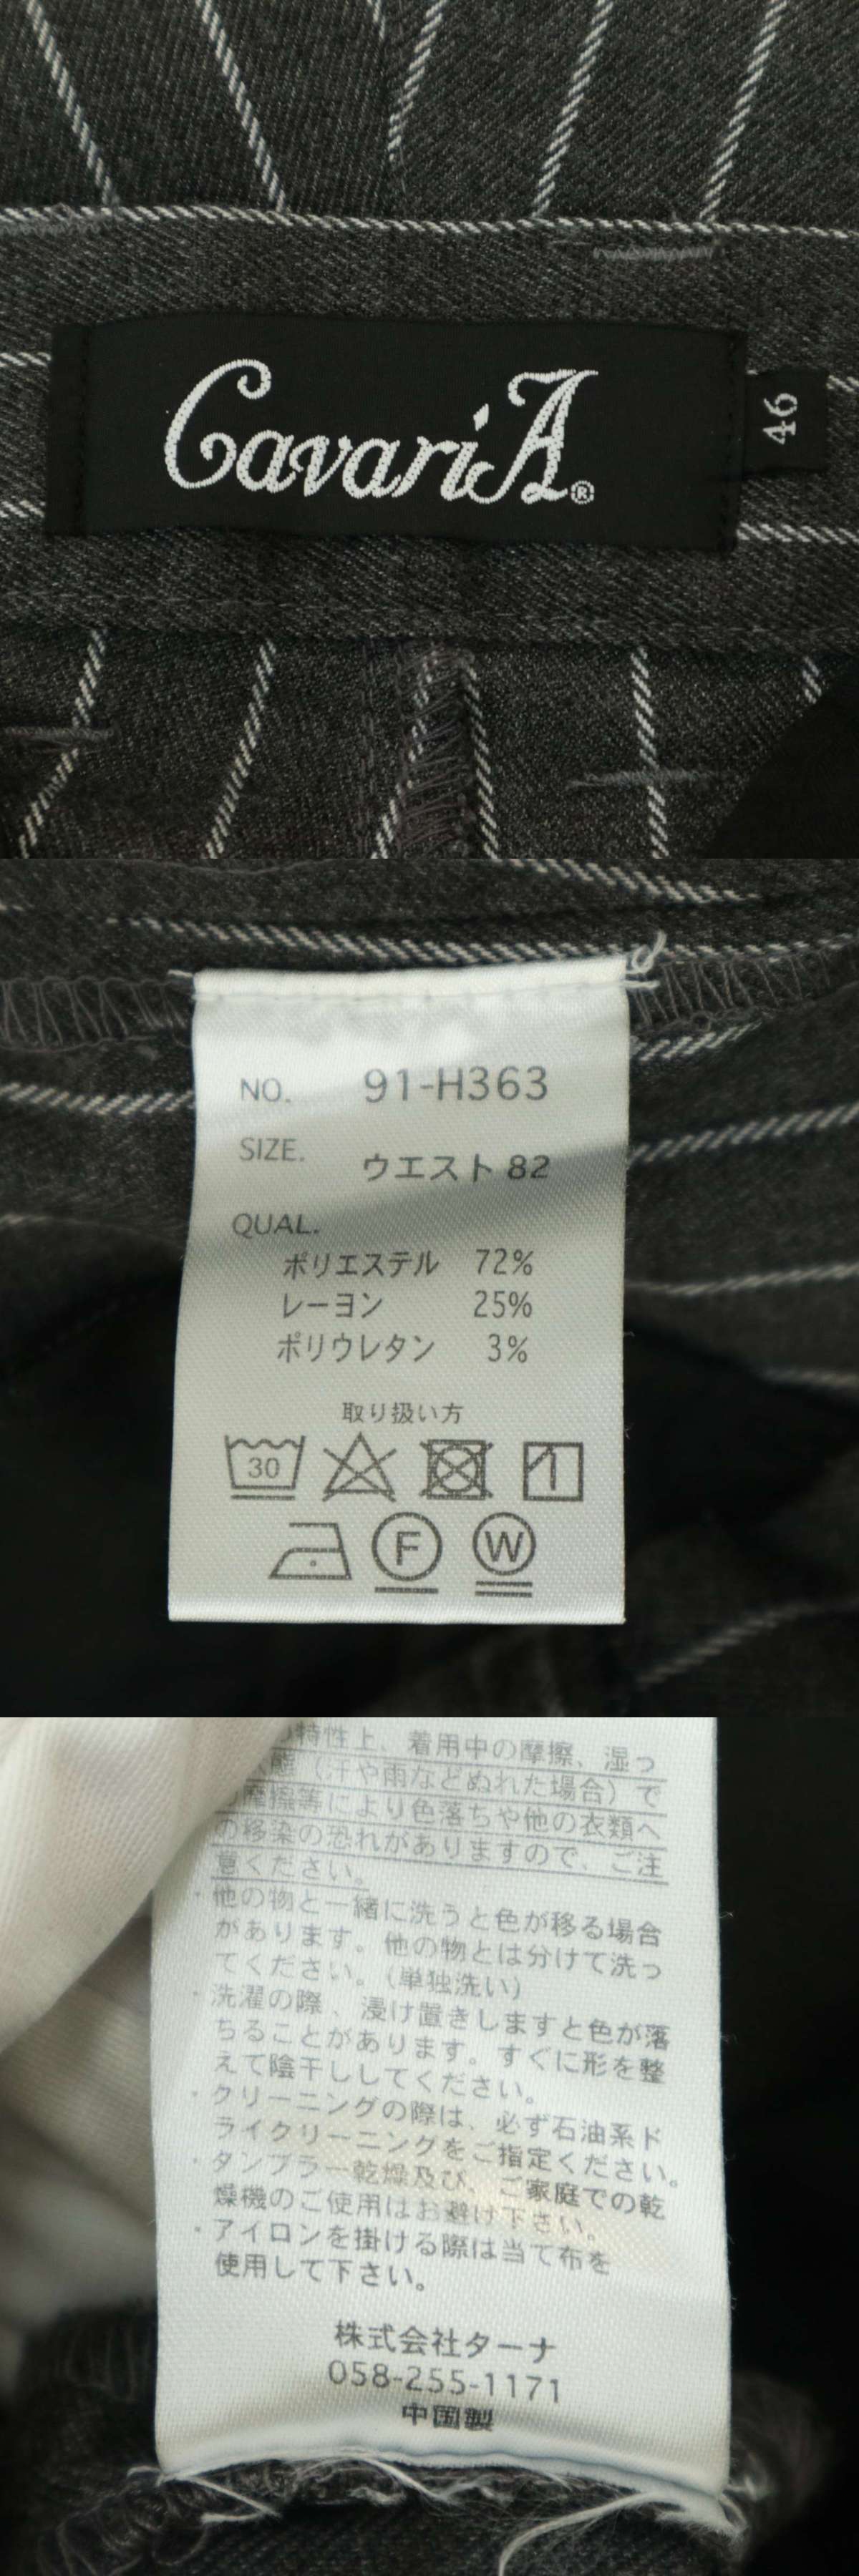 CavariA®
46
NO. 91-H363
SIZE. ウエスト 82
QUAL.
ポリエステル 72%
レーヨン 25%
ポリウレタン 3%
取り扱い方
30
F W
特性上、着用中の摩擦、湿っ
態（汗や雨などぬれた場合）で
摩擦等により色落ちや他の衣類へ
の移染の恐れがありますので、ご注
意ください。
・他の物と一緒に洗うと色が移る場合
があります。他の物とは分けて洗っ
てください。（単独洗い）
・洗濯の際、浸け置きしますと色が落
ちることがあります。すぐに形を整
えて陰干ししてください。
・クリーニングの際は、必ず石油系ド
ライクリーニングをご指定ください。
・タンブラー乾燥及び、ご家庭での乾
燥機のご使用はお避け下さい。
・アイロンを掛ける際は当て布を
使用して下さい。
株式会社ターナ
058-255-1171
中国製